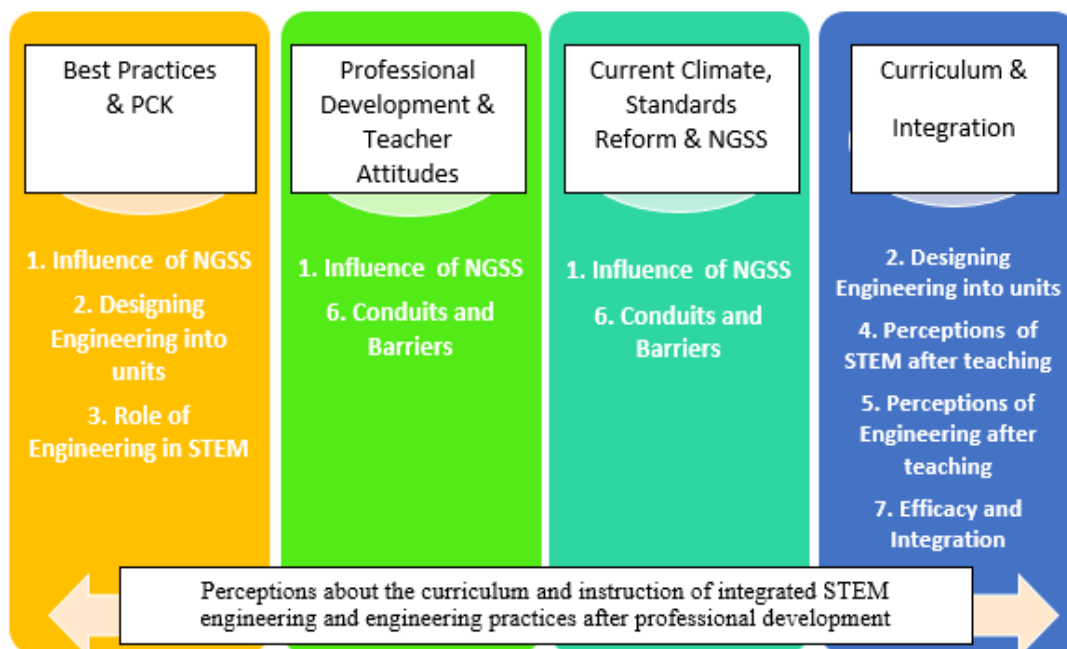 Best Practices
& PCK
1. Influence of NGSS
2. Designing
Engineering into
units
3. Role of
Engineering in STEM
Professional
Development &
Teacher
Attitudes
1. Influence of NGSS
6. Conduits and
Barriers
Current Climate,
Standards
Reform & NGSS
1. Influence of NGSS
6. Conduits and
Barriers
Curriculum &
Integration
2. Designing
Engineering into units
4. Perceptions of
STEM after teaching
5. Perceptions of
Engineering after
teaching
7. Efficacy and
Integration
Perceptions about the curriculum and instruction of integrated STEM
engineering and engineering practices after professional development